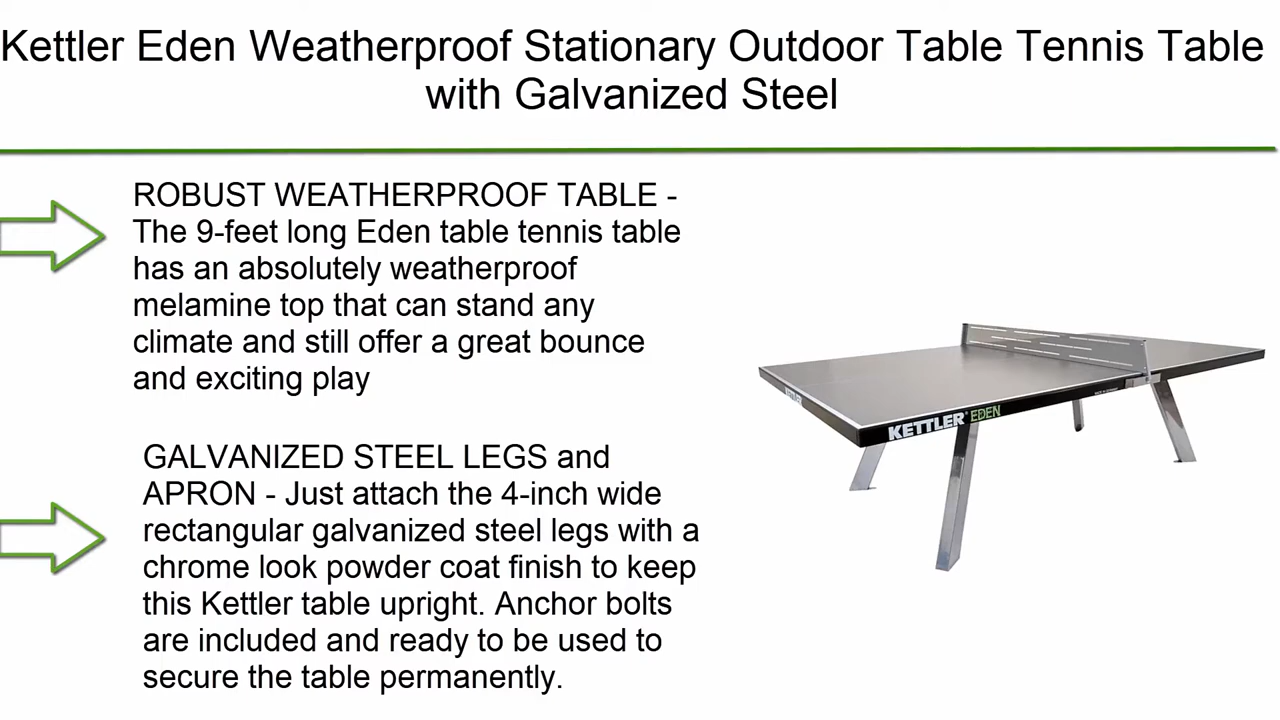 Kettler Eden Weatherproof Stationary Outdoor Table Tennis Table
with Galvanized Steel
ROBUST WEATHERPROOF TABLE -
The 9-feet long Eden table tennis table
has an absolutely weatherproof
melamine top that can stand any
climate and still offer a great bounce
and exciting play
GALVANIZED STEEL LEGS and
APRON - Just attach the 4-inch wide
rectangular galvanized steel legs with a
chrome look powder coat finish to keep
this Kettler table upright. Anchor bolts
are included and ready to be used to
secure the table permanently.
KETTLER
KETTLER EDEN